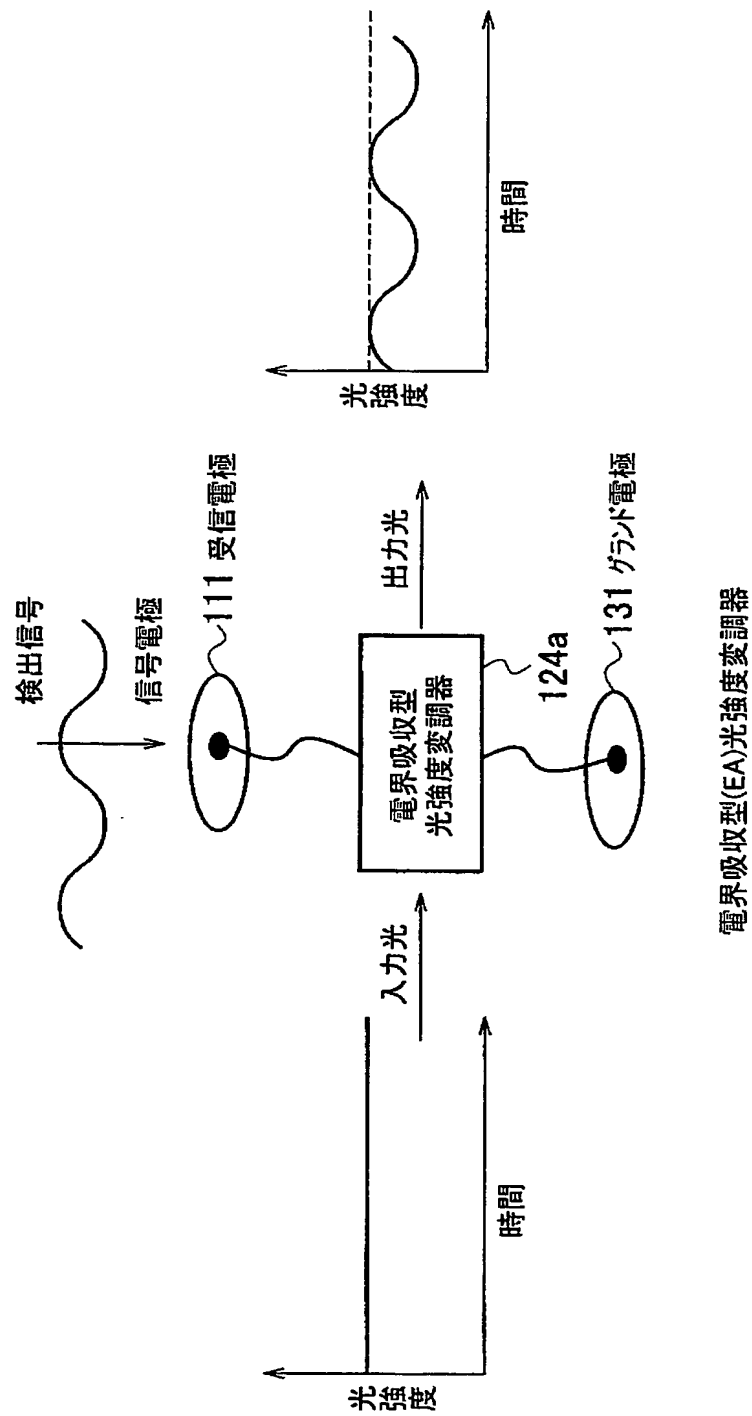 検出信号
信号電極
111 受信電極
光強度
時間
入力光
電界吸収型
光強度変調器
124a
出力光
光強度
時間
131 グランド電極
電界吸収型(EA)光強度変調器